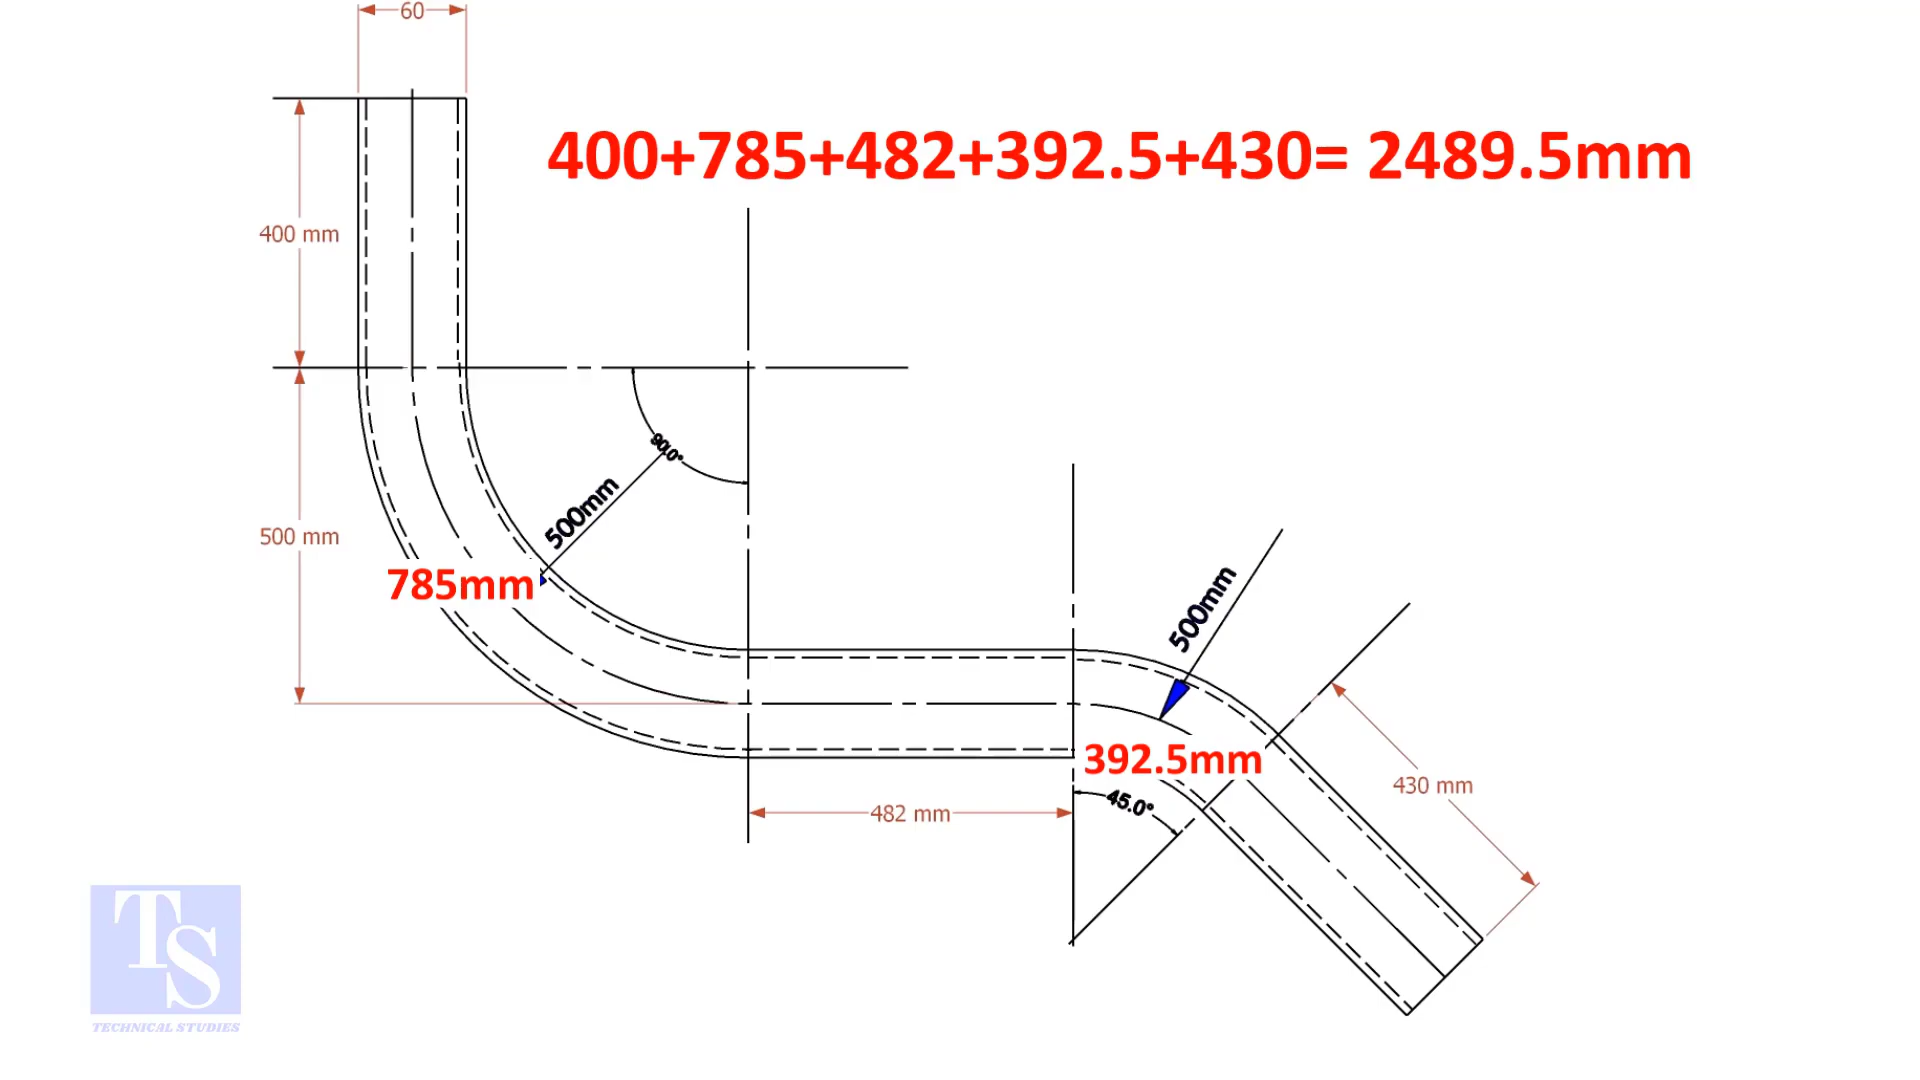 60
400+785+482+392.5+430= 2489.5mm
400 mm
90.0°
500mm
500 mm
785mm
500mm
392.5mm
430 mm
45.0°
482 mm
TS
TECHNICAL STUDIES